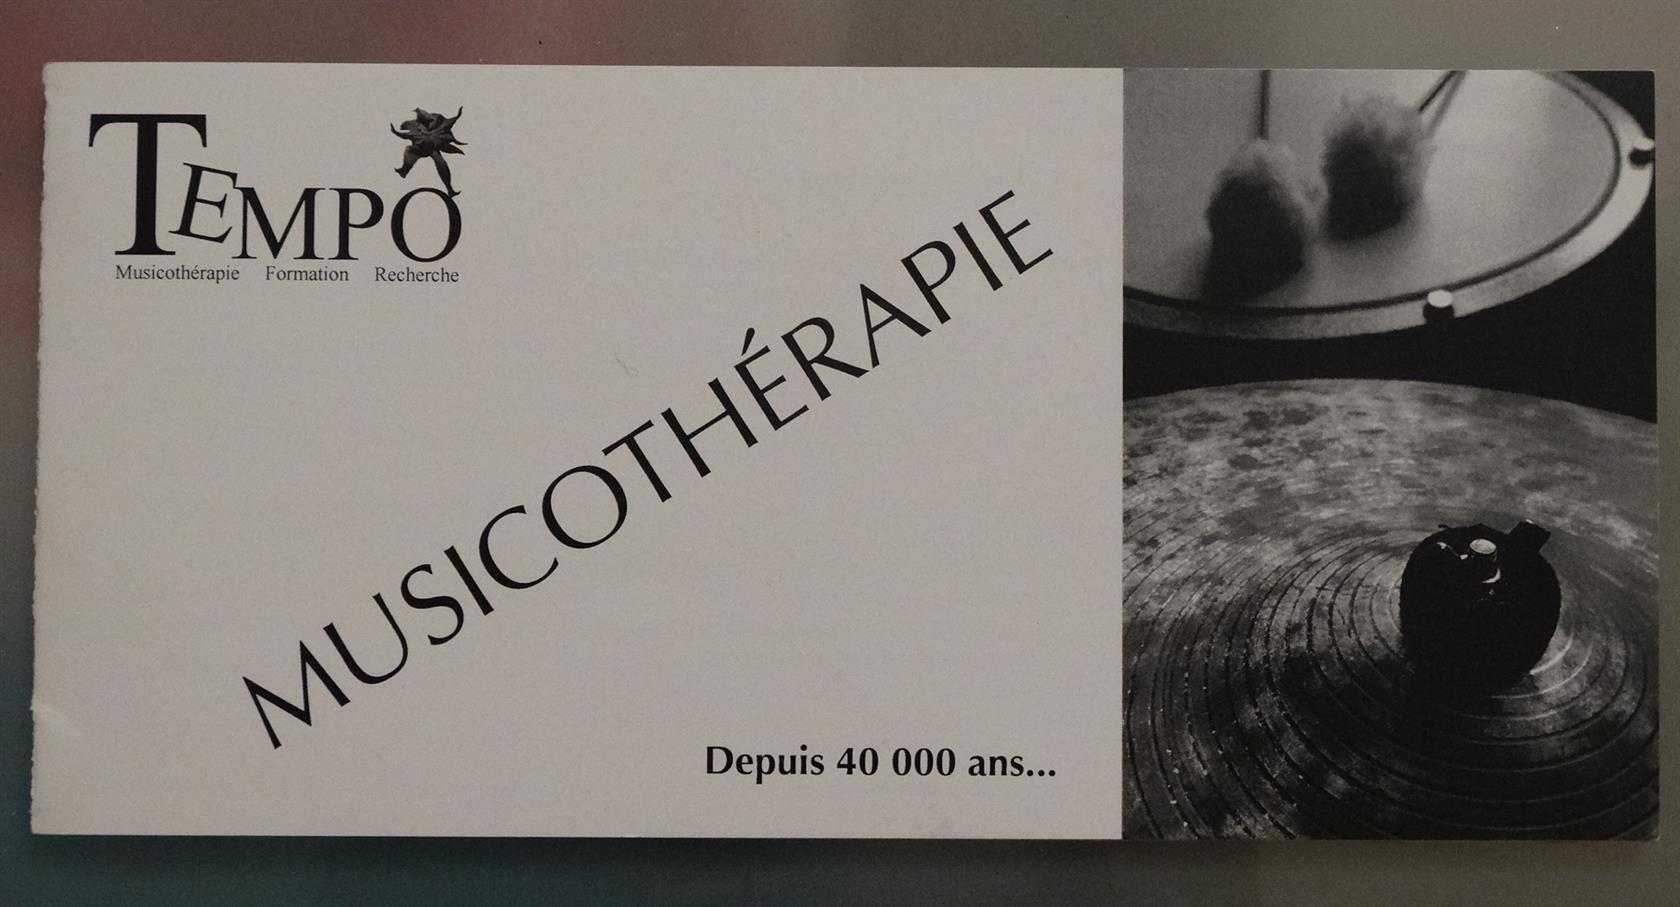 TEMPO
Musicothérapie Formation Recherche
MUSICOTHÉRAPIE
Depuis 40 000 ans...